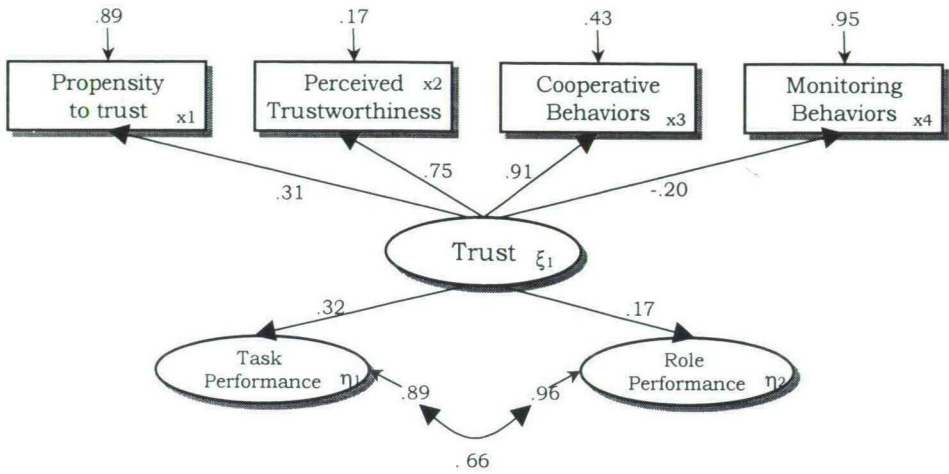 .89
.17
.43
.95
Propensity
to trust x1
Perceived x2
Trustworthiness
Cooperative
Behaviors x3
Monitoring
Behaviors x4
.31
.75
.91
-.20
Trust ξ1
.32
.17
Task
Performance η1
Role
Performance η2
.89
.96
.66